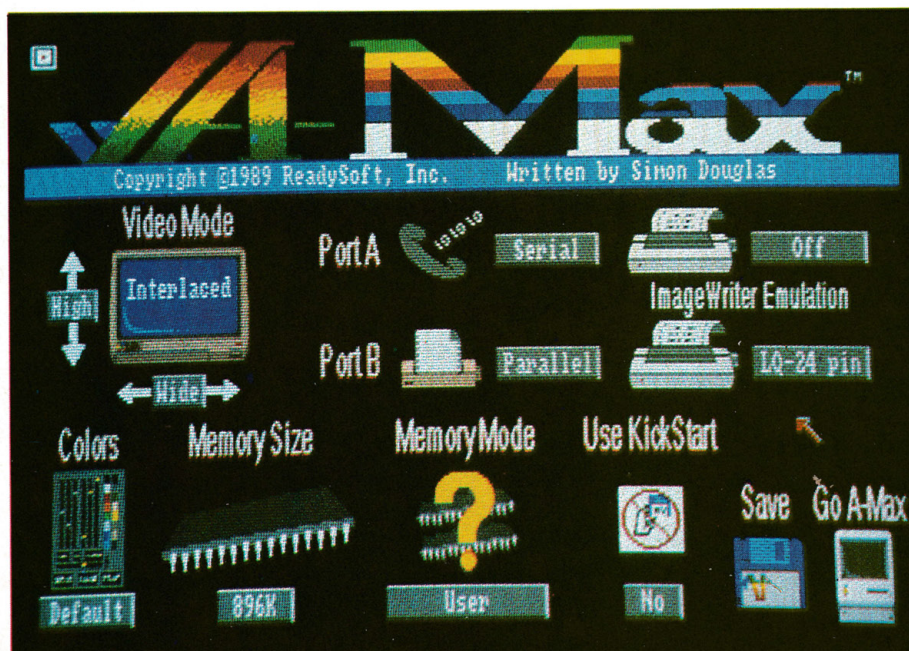 A-Max™
Copyright ©1989 ReadySoft, Inc. Written by Simon Douglas
Video Mode
Interlaced
High
Wide
Port A
Serial
Off
ImageWriter Emulation
Port B
Parallel
LQ-24 pin
Colors
Default
Memory Size
896K
Memory Mode
User
Use KickStart
No
Save
Go A-Max